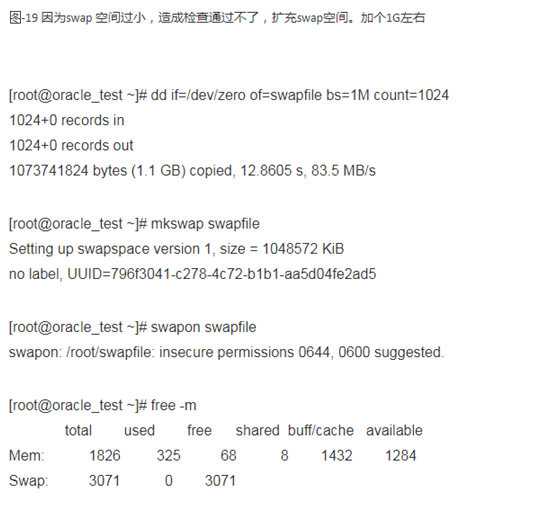 图-19 因为swap 空间过小，造成检查通过不了，扩充swap空间。加个1G左右
[root@oracle_test ~]# dd if=/dev/zero of=swapfile bs=1M count=1024
1024+0 records in
1024+0 records out
1073741824 bytes (1.1 GB) copied, 12.8605 s, 83.5 MB/s
[root@oracle_test ~]# mkswap swapfile
Setting up swapspace version 1, size = 1048572 KiB
no label, UUID=796f3041-c278-4c72-b1b1-aa5d04fe2ad5
[root@oracle_test ~]# swapon swapfile
swapon: /root/swapfile: insecure permissions 0644, 0600 suggested.
[root@oracle_test ~]# free -m
total used free shared buff/cache available
Mem: 1826 325 68 8 1432 1284
Swap: 3071 0 3071